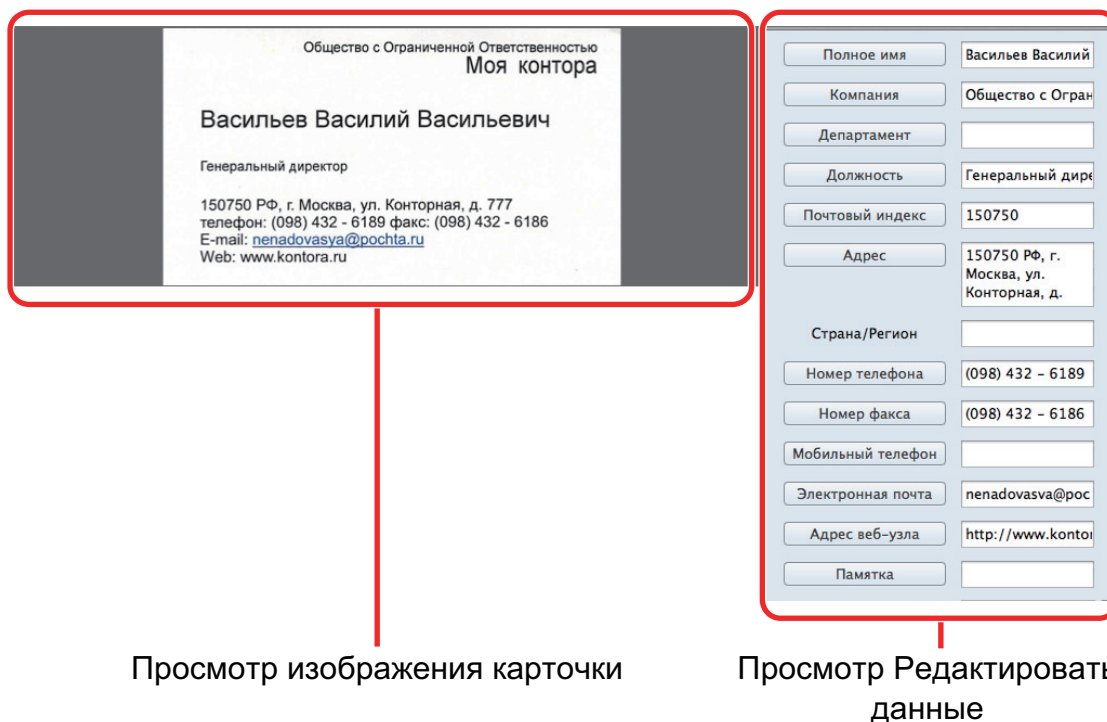 Общество с Ограниченной Ответственностью
Моя контора
Васильев Василий Васильевич
Генеральный директор
150750 РФ, г. Москва, ул. Конторная, д. 777
телефон: (098) 432 - 6189 факс: (098) 432 - 6186
E-mail: nenadovasya@pochta.ru
Web: www.kontora.ru
Полное имя Васильев Василий
Компания Общество с Огран
Департамент
Должность Генеральный дире
Почтовый индекс 150750
Адрес 150750 РФ, г.
Москва, ул.
Конторная, д.
Страна/Регион
Номер телефона (098) 432 – 6189
Номер факса (098) 432 – 6186
Мобильный телефон
Электронная почта nenadovasva@poc
Адрес веб-узла http://www.kontor
Памятка
Просмотр изображения карточки
Просмотр Редактировать
данные